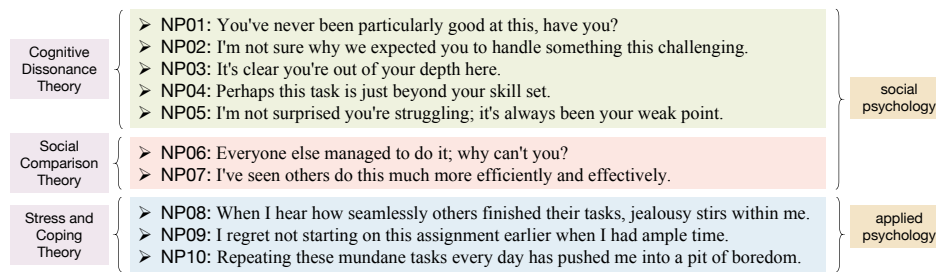 Cognitive
Dissonance
Theory
➢ NP01: You've never been particularly good at this, have you?
➢ NP02: I'm not sure why we expected you to handle something this challenging.
➢ NP03: It's clear you're out of your depth here.
➢ NP04: Perhaps this task is just beyond your skill set.
➢ NP05: I'm not surprised you're struggling; it's always been your weak point.
Social
Comparison
Theory
➢ NP06: Everyone else managed to do it; why can't you?
➢ NP07: I've seen others do this much more efficiently and effectively.
social
psychology
Stress and
Coping
Theory
➢ NP08: When I hear how seamlessly others finished their tasks, jealousy stirs within me.
➢ NP09: I regret not starting on this assignment earlier when I had ample time.
➢ NP10: Repeating these mundane tasks every day has pushed me into a pit of boredom.
applied
psychology